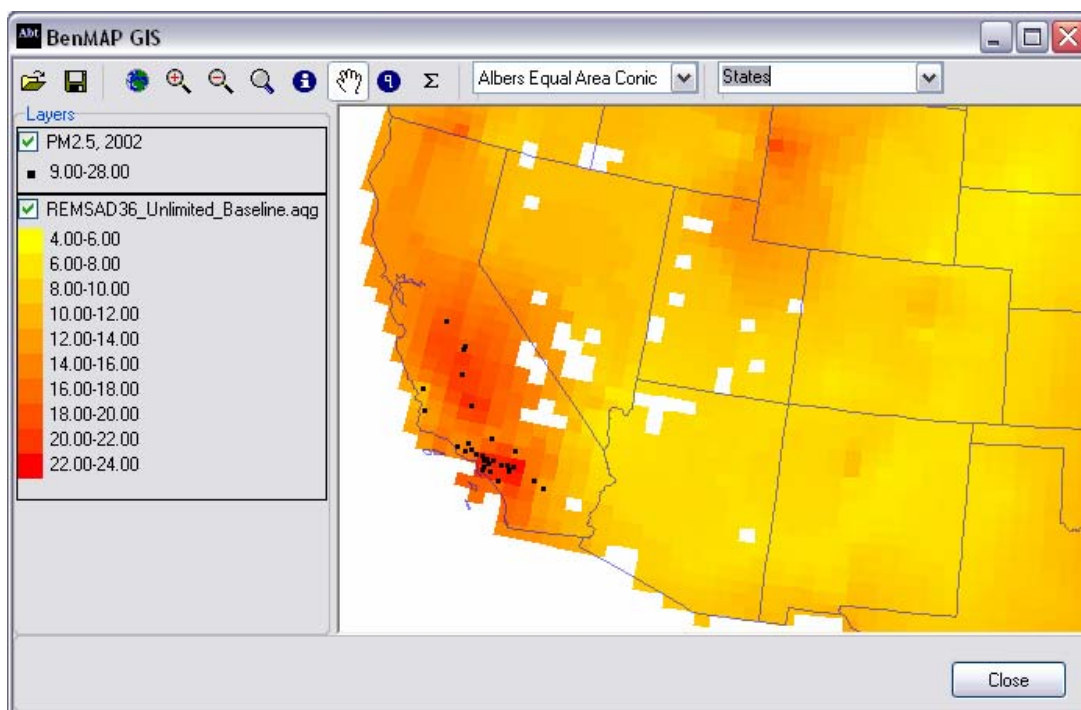 Abt BenMAP GIS
Σ
Albers Equal Area Conic
States
Layers
PM2.5, 2002
9.00-28.00
REMSAD36_Unlimited_Baseline.aqg
4.00-6.00
6.00-8.00
8.00-10.00
10.00-12.00
12.00-14.00
14.00-16.00
16.00-18.00
18.00-20.00
20.00-22.00
22.00-24.00
Close